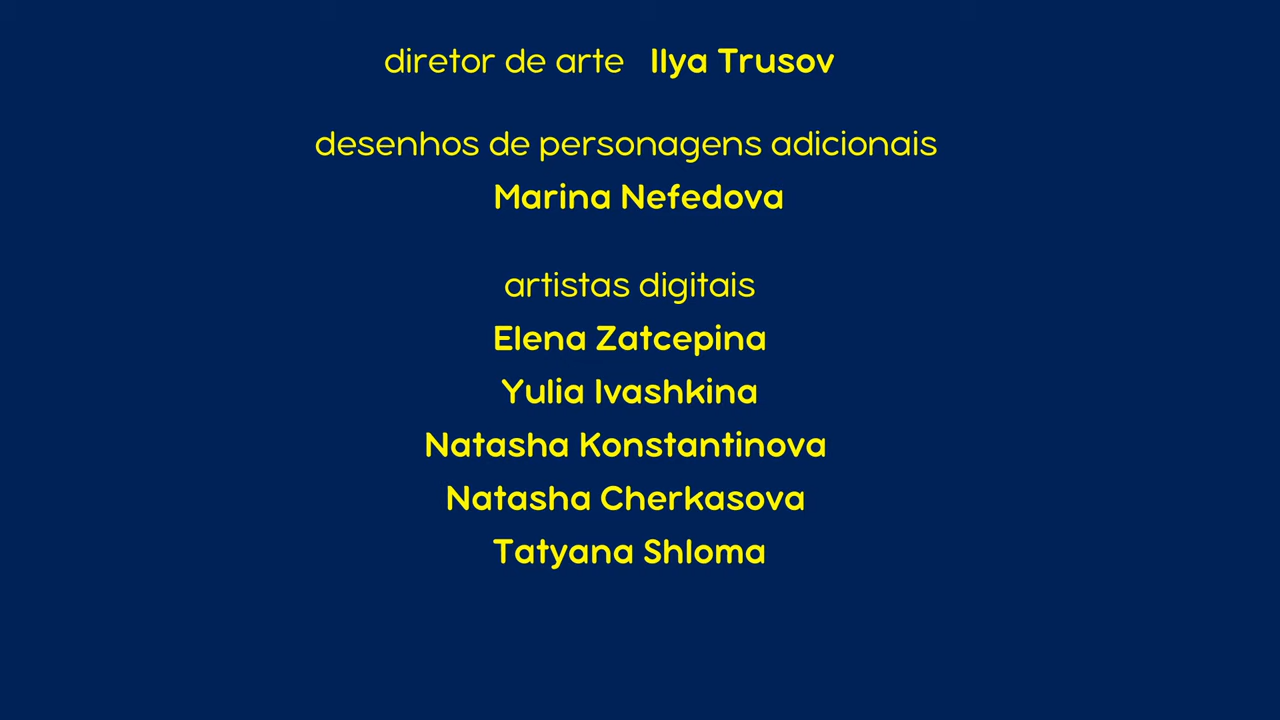 diretor de arte Ilya Trusov
desenhos de personagens adicionais
Marina Nefedova
artistas digitais
Elena Zatcepina
Yulia Ivashkina
Natasha Konstantinova
Natasha Cherkasova
Tatyana Shloma